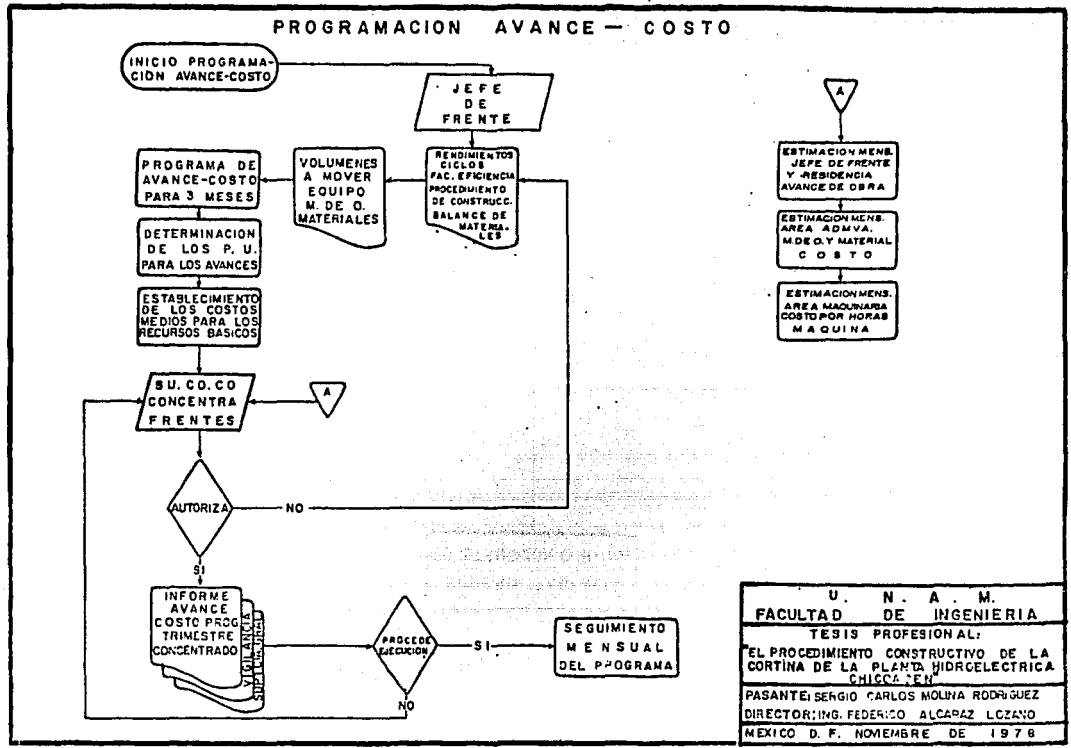 PROGRAMACION AVANCE — COSTO
INICIO PROGRAMA-
CIÓN AVANCE-COSTO
JEFE
DE
FRENTE
RENDIMIENTOS
CICLOS
FAC. EFICIENCIA
PROCEDIMIENTO
DE CONSTRUCC.
BALANCE DE
MATERIA-
LES
VOLUMENES
A MOVER
EQUIPO
M. DE O.
MATERIALES
PROGRAMA DE
AVANCE-COSTO
PARA 3 MESES
DETERMINACION
DE LOS P. U.
PARA LOS AVANCES
ESTABLECIMIENTO
DE LOS COSTOS
MEDIOS PARA LOS
RECURSOS BASICOS
SU. CO. CO
CONCENTRA
FRENTES
A
AUTORIZA
NO
SI
INFORME
AVANCE
COSTO PROG
TRIMESTRE
CONCENTRADO
VIGILANCIA
PROCEDE
EJECUCION
SI
NO
SEGUIMIENTO
MENSUAL
DEL PROGRAMA
A
ESTIMACION MENS.
JEFE DE FRENTE
Y RESIDENCIA
AVANCE DE OBRA
ESTIMACION MENS.
AREA ADMVA.
M. DE O. Y MATERIAL
COSTO
ESTIMACION MENS.
AREA MAQUINARIA
COSTO POR HORAS
MAQUINA
U. N. A. M.
FACULTAD DE INGENIERIA
TESIS PROFESIONAL:
"EL PROCEDIMIENTO CONSTRUCTIVO DE LA
CORTINA DE LA PLANTA HIDROELECTRICA
PASANTE: SERGIO CARLOS MOLINA RODRIGUEZ
DIRECTOR: ING. FEDERICO ALCARAZ LOZANO
MEXICO D. F. NOVIEMBRE DE 1978